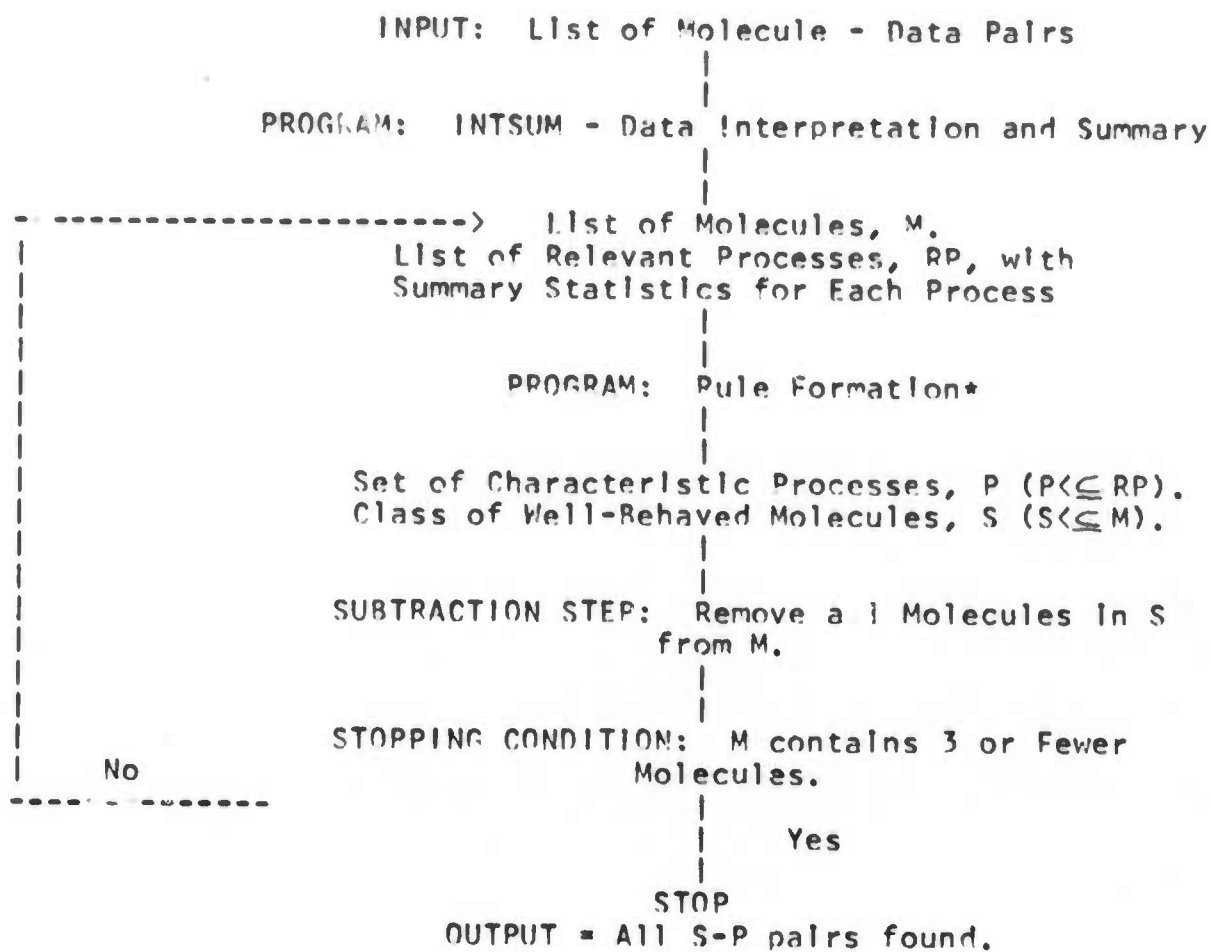 INPUT: List of Molecule - Data Pairs
PROGRAM: INTSUM - Data Interpretation and Summary
List of Molecules, M.
List of Relevant Processes, RP, with
Summary Statistics for Each Process
PROGRAM: Rule Formation*
Set of Characteristic Processes, P (P<⊆ RP).
Class of Well-Behaved Molecules, S (S<⊆ M).
SUBTRACTION STEP: Remove a l Molecules in S
from M.
STOPPING CONDITION: M contains 3 or Fewer
Molecules.
No
Yes
STOP
OUTPUT = All S-P pairs found.